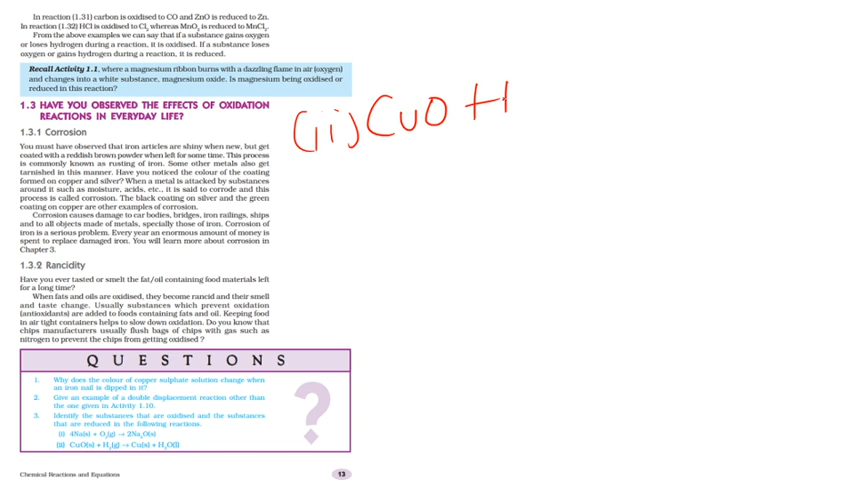 In reaction (1.31) carbon is oxidised to CO and ZnO is reduced to Zn.
In reaction (1.32) HCl is oxidised to Cl₂ whereas MnO₂ is reduced to MnCl₂.
From the above examples we can say that if a substance gains oxygen
or loses hydrogen during a reaction, it is oxidised. If a substance loses
oxygen or gains hydrogen during a reaction, it is reduced.
Recall Activity 1.1, where a magnesium ribbon burns with a dazzling flame in air (oxygen)
and changes into a white substance, magnesium oxide. Is magnesium being oxidised or
reduced in this reaction?
1.3 HAVE YOU OBSERVED THE EFFECTS OF OXIDATION
REACTIONS IN EVERYDAY LIFE?
1.3.1 Corrosion
You must have observed that iron articles are shiny when new, but get
coated with a reddish brown powder when left for some time. This process
is commonly known as rusting of iron. Some other metals also get
tarnished in this manner. Have you noticed the colour of the coating
formed on copper and silver? When a metal is attacked by substances
around it such as moisture, acids, etc., it is said to corrode and this
process is called corrosion. The black coating on silver and the green
coating on copper are other examples of corrosion.
Corrosion causes damage to car bodies, bridges, iron railings, ships
and to all objects made of metals, specially those of iron. Corrosion of
iron is a serious problem. Every year an enormous amount of money is
spent to replace damaged iron. You will learn more about corrosion in
Chapter 3.
1.3.2 Rancidity
Have you ever tasted or smelt the fat/oil containing food materials left
for a long time?
When fats and oils are oxidised, they become rancid and their smell
and taste change. Usually substances which prevent oxidation
(antioxidants) are added to foods containing fats and oil. Keeping food
in air tight containers helps to slow down oxidation. Do you know that
chips manufacturers usually flush bags of chips with gas such as
nitrogen to prevent the chips from getting oxidised ?
QUESTIONS
1. Why does the colour of copper sulphate solution change when
an iron nail is dipped in it?
2. Give an example of a double displacement reaction other than
the one given in Activity 1.10.
3. Identify the substances that are oxidised and the substances
that are reduced in the following reactions.
(i) 4Na(s) + O₂(g) → 2Na₂O(s)
(ii) CuO(s) + H₂(g) → Cu(s) + H₂O(l)
?
Chemical Reactions and Equations
13
(ii) CuO + H